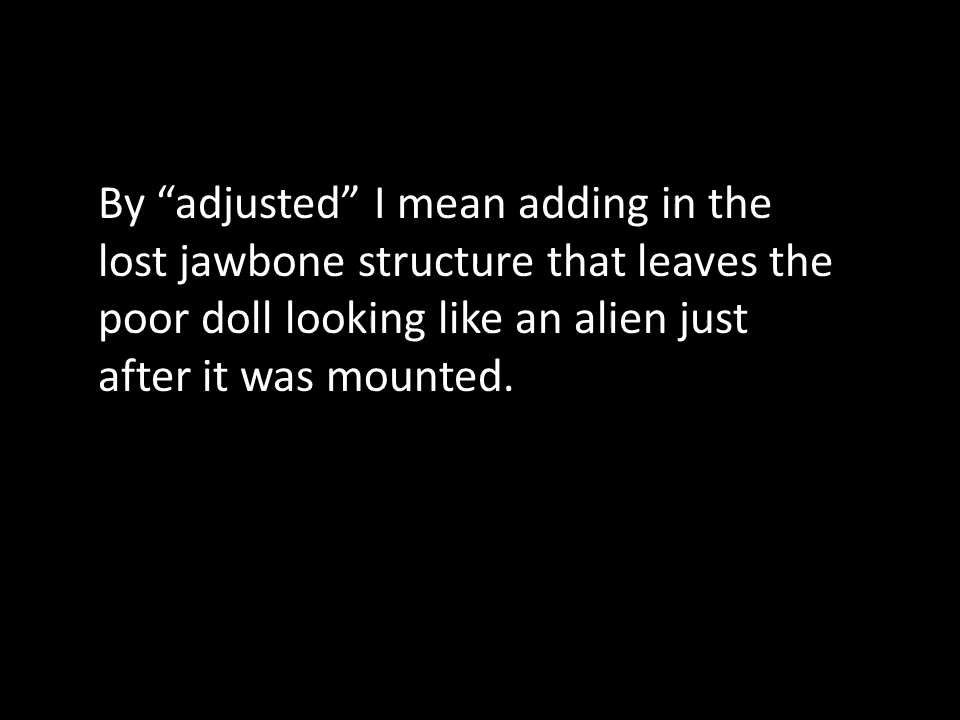 By “adjusted” I mean adding in the
lost jawbone structure that leaves the
poor doll looking like an alien just
after it was mounted.